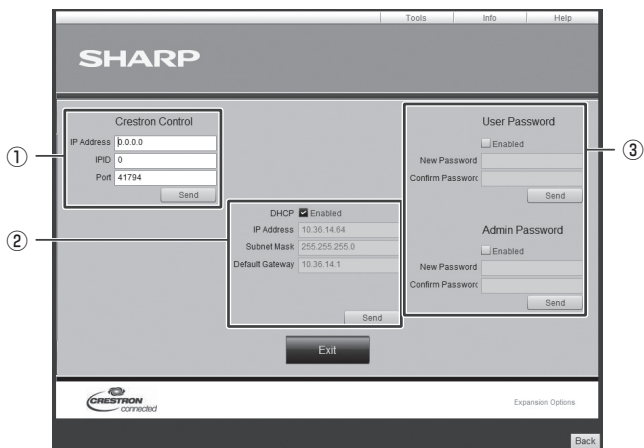 Tools Info Help
SHARP
①
Crestron Control
IP Address 0.0.0.0
IPID 0
Port 41794
Send
②
DHCP Enabled
IP Address 10.36.14.64
Subnet Mask 255.255.255.0
Default Gateway 10.36.14.1
Send
③
User Password
Enabled
New Password
Confirm Password
Send
Admin Password
Enabled
New Password
Confirm Password
Send
Exit
CRESTRON
connected
Expansion Options
Back